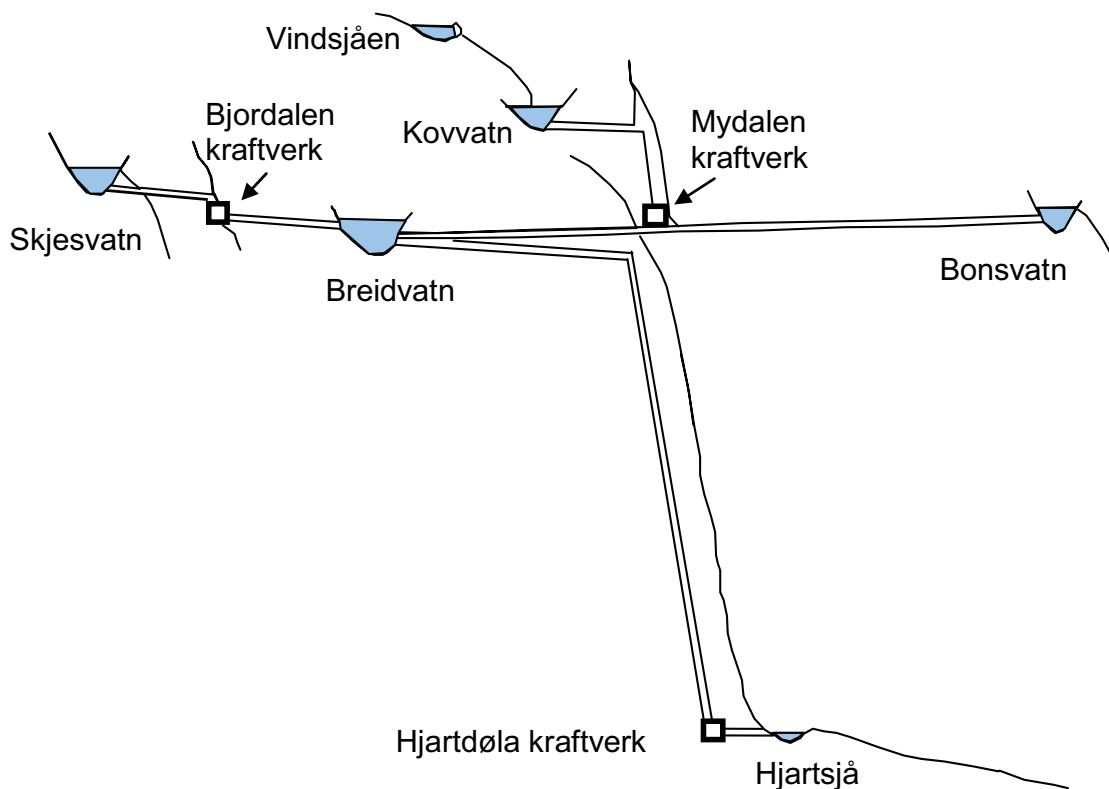 Vindsjåen
Bjordalen
kraftverk
Kovvatn
Mydalen
kraftverk
Skjesvatn
Breidvatn
Bonsvatn
Hjartdøla kraftverk
Hjartsjå